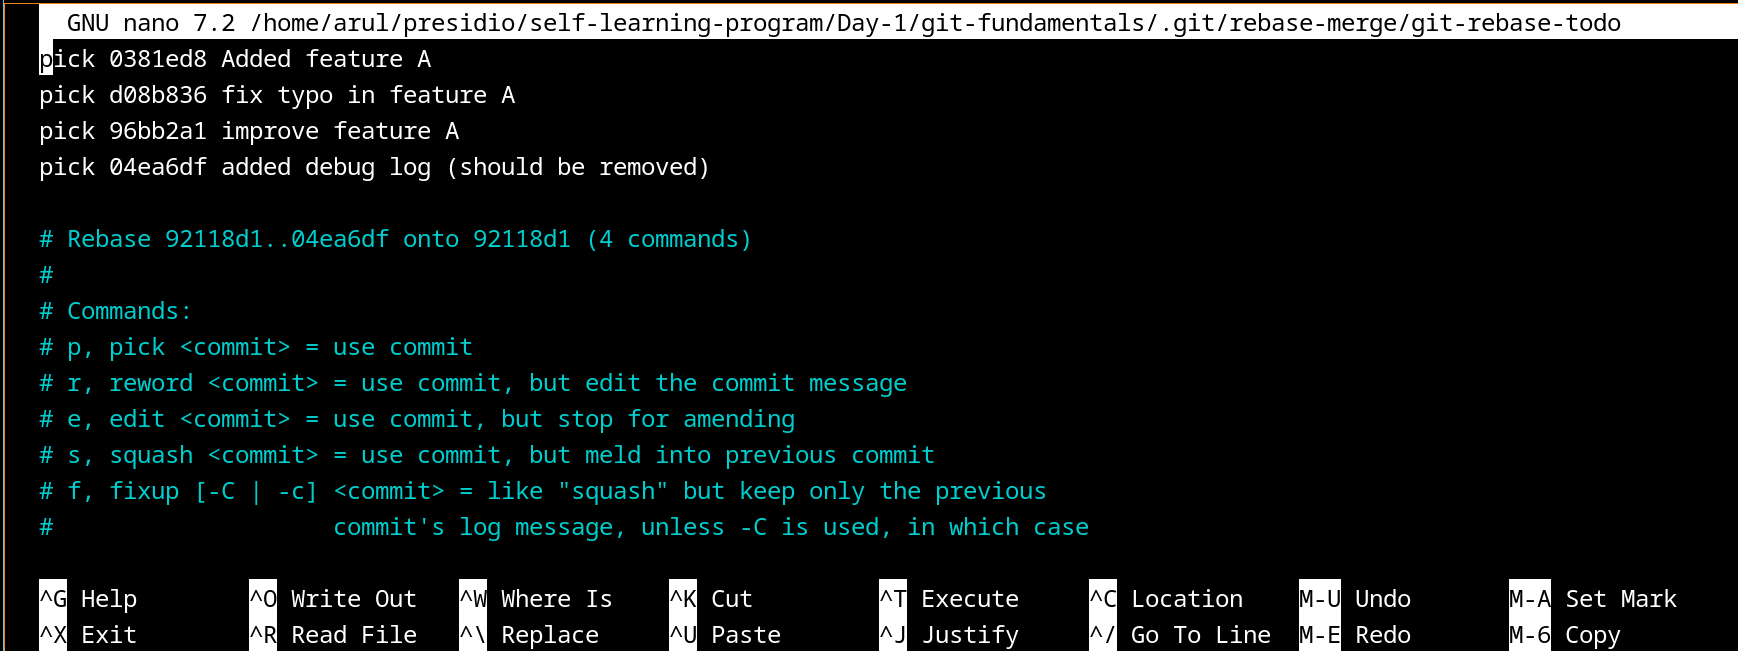 GNU nano 7.2 /home/arul/presidio/self-learning-program/Day-1/git-fundamentals/.git/rebase-merge/git-rebase-todo
pick 0381ed8 Added feature A
pick d08b836 fix typo in feature A
pick 96bb2a1 improve feature A
pick 04ea6df added debug log (should be removed)

# Rebase 92118d1..04ea6df onto 92118d1 (4 commands)
#
# Commands:
# p, pick <commit> = use commit
# r, reword <commit> = use commit, but edit the commit message
# e, edit <commit> = use commit, but stop for amending
# s, squash <commit> = use commit, but meld into previous commit
# f, fixup [-C | -c] <commit> = like "squash" but keep only the previous
#                    commit's log message, unless -C is used, in which case
^G Help ^O Write Out ^W Where Is ^K Cut ^T Execute ^C Location M-U Undo M-A Set Mark
^X Exit ^R Read File ^\ Replace ^U Paste ^J Justify ^/ Go To Line M-E Redo M-6 Copy